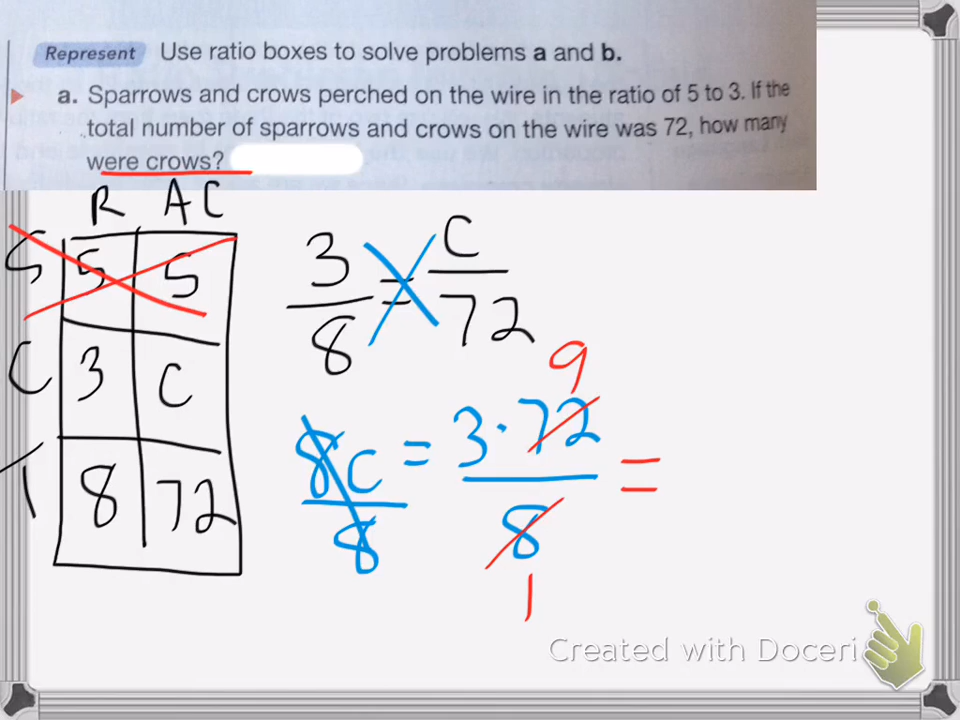 Represent Use ratio boxes to solve problems a and b.
a. Sparrows and crows perched on the wire in the ratio of 5 to 3. If the
total number of sparrows and crows on the wire was 72, how many
were crows?
R AC
S 5 S
C 3 C
T 8 72
3/8 = C/72
9
8C/8 = 3·72/8 =
1
Created with Doceri